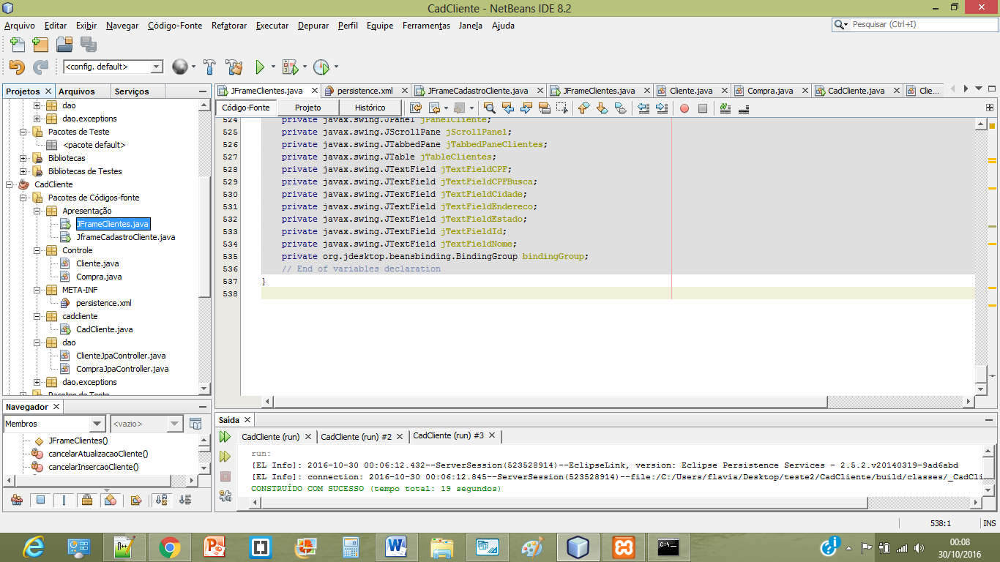 CadCliente - NetBeans IDE 8.2
Arquivo Editar Exibir Navegar Código-Fonte Refatorar Executar Depurar Perfil Equipe Ferramentas Janela Ajuda
Pesquisar (Ctrl+I)
<config. default>
Projetos Arquivos Serviços
dao
dao.exceptions
Pacotes de Teste
<pacote default>
Bibliotecas
Bibliotecas de Testes
CadCliente
Pacotes de Códigos-fonte
Apresentação
JFrameClientes.java
JframeCadastroCliente.java
Controle
Cliente.java
Compra.java
META-INF
persistence.xml
cadcliente
CadCliente.java
dao
ClienteJpaController.java
CompraJpaController.java
dao.exceptions
Pacotes de Teste
JFrameClientes.java persistence.xml JFrameCadastroCliente.java JFrameClientes.java Cliente.java Compra.java CadCliente.java Clie...
Código-Fonte Projeto Histórico
524 private javax.swing.JPanel jPanelCliente;
525 private javax.swing.JScrollPane jScrollPane1;
526 private javax.swing.JTabbedPane jTabbedPaneClientes;
527 private javax.swing.JTable jTableClientes;
528 private javax.swing.JTextField jTextFieldCPF;
529 private javax.swing.JTextField jTextFieldCPFBusca;
530 private javax.swing.JTextField jTextFieldCidade;
531 private javax.swing.JTextField jTextFieldEndereco;
532 private javax.swing.JTextField jTextFieldEstado;
533 private javax.swing.JTextField jTextFieldId;
534 private javax.swing.JTextField jTextFieldNome;
535 private org.jdesktop.beansbinding.BindingGroup bindingGroup;
536 // End of variables declaration
537 }
538
Navegador
Membros <vazio>
JFrameClientes()
cancelarAtualizacaoCliente()
cancelarInsercaoCliente()
Saída
CadCliente (run) CadCliente (run) #2 CadCliente (run) #3
run:
[EL Info]: 2016-10-30 00:06:12.432--ServerSession(523528914)--EclipseLink, version: Eclipse Persistence Services - 2.5.2.v20140319-9ad6abd
[EL Info]: connection: 2016-10-30 00:06:12.845--ServerSession(523528914)--file:/C:/Users/flavia/Desktop/teste2/CadCliente/build/classes/_CadCli
CONSTRUÍDO COM SUCESSO (tempo total: 19 segundos)
538:1 INS
00:08
30/10/2016